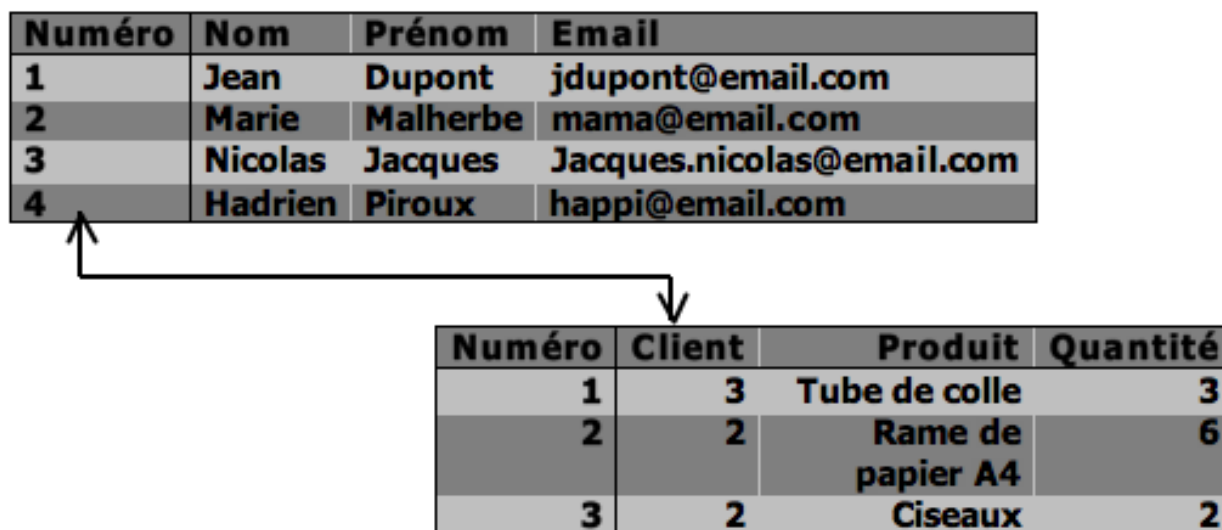 Numéro Nom Prénom Email
1 Jean Dupont jdupont@email.com
2 Marie Malherbe mama@email.com
3 Nicolas Jacques Jacques.nicolas@email.com
4 Hadrien Piroux happi@email.com
Numéro Client Produit Quantité
1 3 Tube de colle 3
2 2 Rame de 6
papier A4
3 2 Ciseaux 2